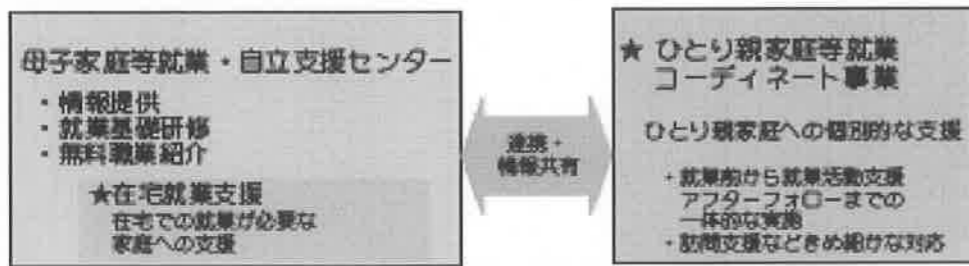 母子家庭等就業・自立支援センター
・情報提供
・就業基礎研修
・無料職業紹介
★在宅就業支援
在宅での就業が必要な
家庭への支援
連携・
情報共有
★ ひとり親家庭等就業
コーディネート事業
ひとり親家庭への個別的な支援
・就業前から就業活動支援
アフターフォローまでの
一体的な実施
・訪問支援などきめ細かな対応